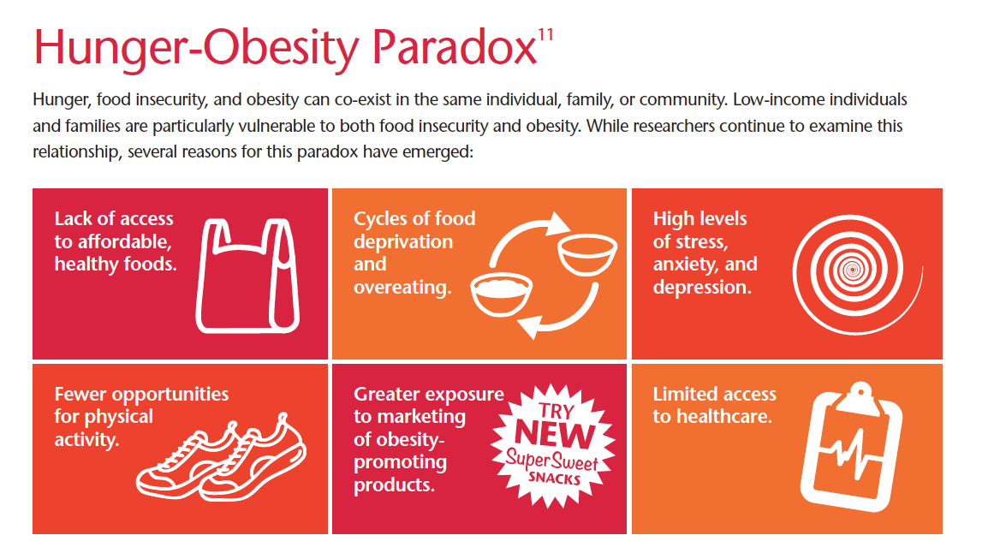 Hunger-Obesity Paradox11
Hunger, food insecurity, and obesity can co-exist in the same individual, family, or community. Low-income individuals
and families are particularly vulnerable to both food insecurity and obesity. While researchers continue to examine this
relationship, several reasons for this paradox have emerged:
Lack of access
to affordable,
healthy foods.
Cycles of food
deprivation
and
overeating.
High levels
of stress,
anxiety, and
depression.
Fewer opportunities
for physical
activity.
Greater exposure
to marketing
of obesity-
promoting
products.
TRY
NEW
SuperSweet
SNACKS
Limited access
to healthcare.